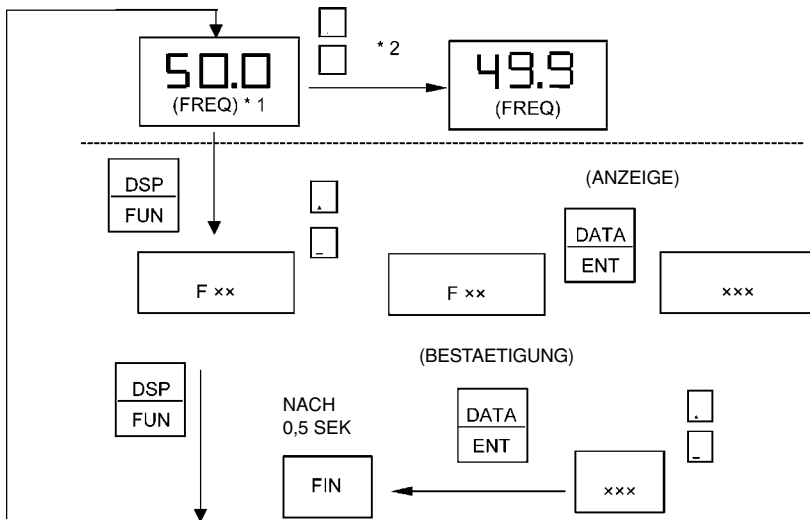 50.0
(FREQ) * 1
* 2
49.9
(FREQ)
DSP
FUN
(ANZEIGE)
DATA
ENT
F ××
F ××
×××
(BESTAETIGUNG)
DSP
FUN
NACH
0,5 SEK
DATA
ENT
FIN
×××